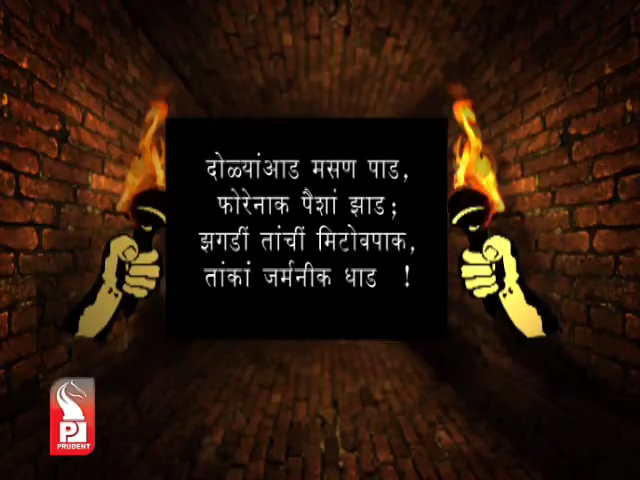 दोळ्यांआड मसण पाड,
फोरेनाक पैशां झाड;
झगडीं तांचीं मिटोवपाक,
तांकां जर्मनीक धाड !
PRUDENT